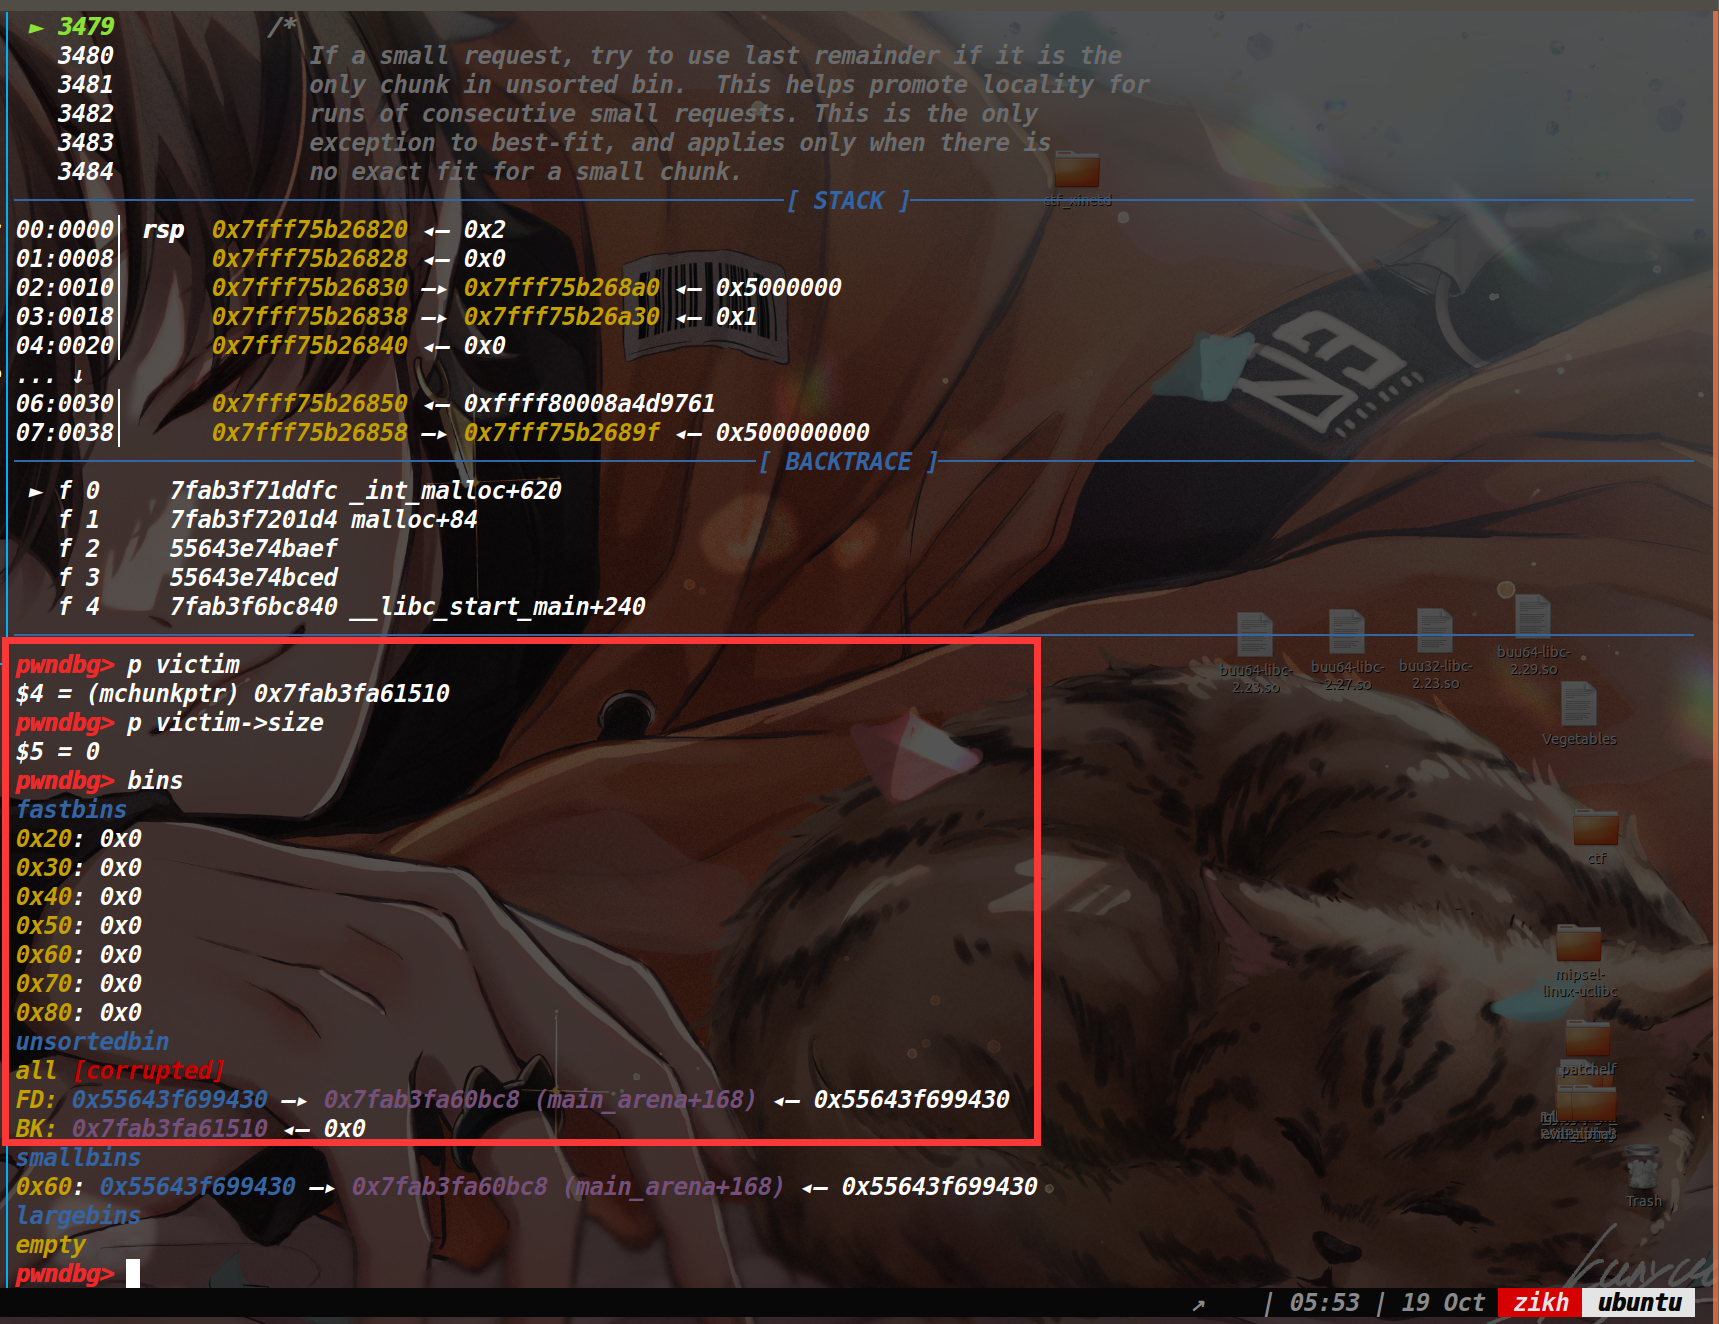 ► 3479 /*
3480 If a small request, try to use last remainder if it is the
3481 only chunk in unsorted bin. This helps promote locality for
3482 runs of consecutive small requests. This is the only
3483 exception to best-fit, and applies only when there is
3484 no exact fit for a small chunk.
[ STACK ]
ctf_xinetd
00:0000│ rsp 0x7fff75b26820 ◂— 0x2
01:0008│ 0x7fff75b26828 ◂— 0x0
02:0010│ 0x7fff75b26830 —▸ 0x7fff75b268a0 ◂— 0x5000000
03:0018│ 0x7fff75b26838 —▸ 0x7fff75b26a30 ◂— 0x1
04:0020│ 0x7fff75b26840 ◂— 0x0
... ↓
06:0030│ 0x7fff75b26850 ◂— 0xffff80008a4d9761
07:0038│ 0x7fff75b26858 —▸ 0x7fff75b2689f ◂— 0x500000000
[ BACKTRACE ]
► f 0 7fab3f71ddfc _int_malloc+620
f 1 7fab3f7201d4 malloc+84
f 2 55643e74baef
f 3 55643e74bced
f 4 7fab3f6bc840 __libc_start_main+240
buu64-libc-2.23.so
buu64-libc-2.27.so
buu32-libc-2.23.so
buu64-libc-2.29.so
Vegetables
pwndbg> p victim
$4 = (mchunkptr) 0x7fab3fa61510
pwndbg> p victim->size
$5 = 0
pwndbg> bins
fastbins
0x20: 0x0
0x30: 0x0
0x40: 0x0
0x50: 0x0
0x60: 0x0
0x70: 0x0
0x80: 0x0
unsortedbin
all [corrupted]
FD: 0x55643f699430 —▸ 0x7fab3fa60bc8 (main_arena+168) ◂— 0x55643f699430
BK: 0x7fab3fa61510 ◂— 0x0
smallbins
0x60: 0x55643f699430 —▸ 0x7fab3fa60bc8 (main_arena+168) ◂— 0x55643f699430
largebins
empty
pwndbg>
ctf
mipsel-linux-uclibc
patchelf
Trash
↗ | 05:53 | 19 Oct zikh ubuntu